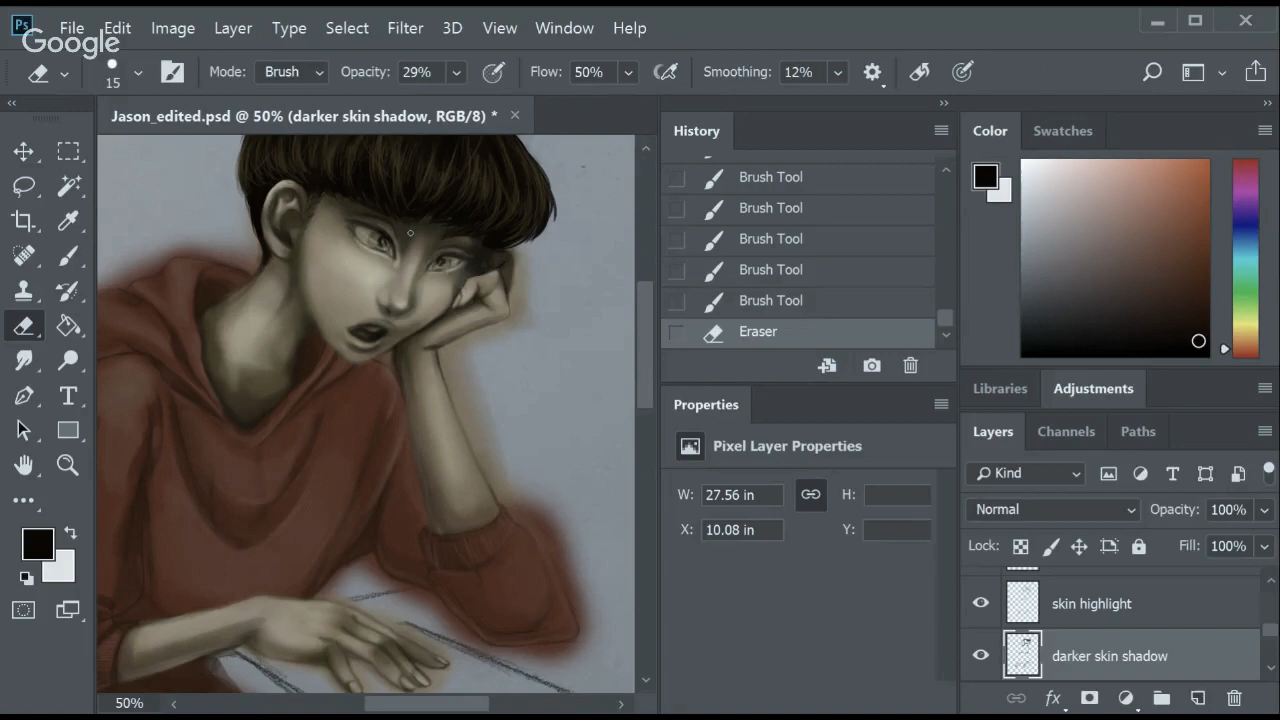 Ps File Edit Image Layer Type Select Filter 3D View Window Help
Google
15 Mode: Brush Opacity: 29% Flow: 50% Smoothing: 12%
Jason_edited.psd @ 50% (darker skin shadow, RGB/8) *
History
Brush Tool
Brush Tool
Brush Tool
Brush Tool
Brush Tool
Eraser
Properties
Pixel Layer Properties
W: 27.56 in H:
X: 10.08 in Y:
Color Swatches
Libraries Adjustments
Layers Channels Paths
Kind
Normal Opacity: 100%
Lock: Fill: 100%
skin highlight
darker skin shadow
fx
T
50%